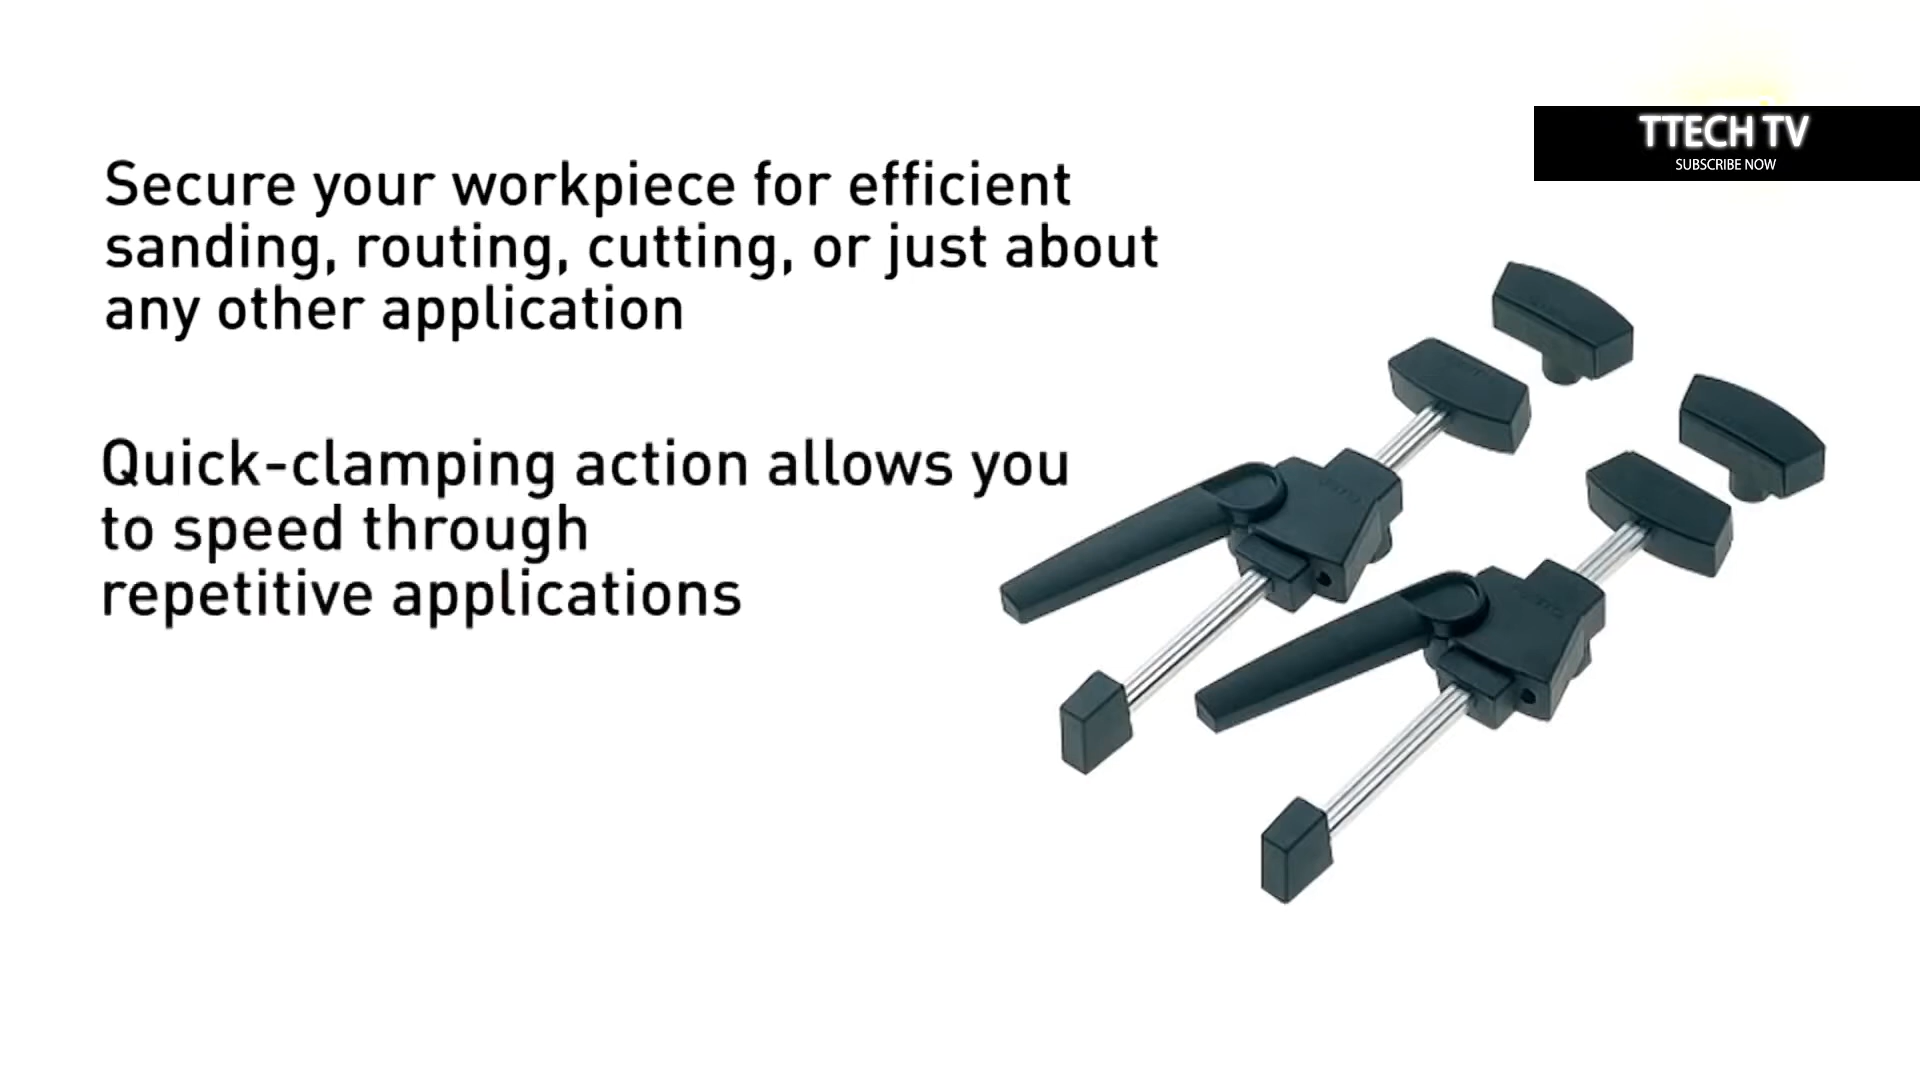 TTECH TV
SUBSCRIBE NOW
Secure your workpiece for efficient
sanding, routing, cutting, or just about
any other application
Quick-clamping action allows you
to speed through
repetitive applications